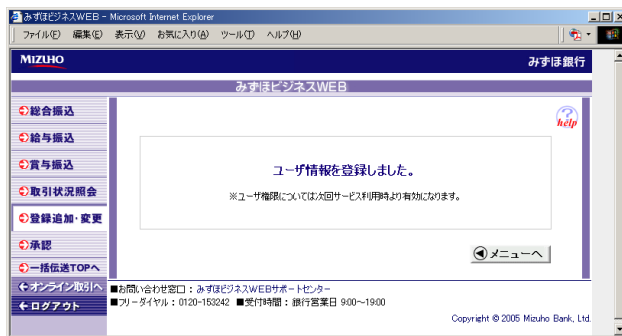 みずほビジネスWEB - Microsoft Internet Explorer
ファイル(F) 編集(E) 表示(V) お気に入り(A) ツール(T) ヘルプ(H)
MIZUHO みずほ銀行
みずほビジネスWEB
総合振込
給与振込
賞与振込
取引状況照会
登録追加・変更
承認
一括伝送TOPへ
オンライン取引へ
ログアウト
help
ユーザ情報を登録しました。
※ユーザ権限については次回サービス利用時より有効になります。
メニューへ
■お問い合わせ窓口：みずほビジネスWEBサポートセンター
■フリーダイヤル：0120-153242 ■受付時間：銀行営業日 9:00～19:00
Copyright © 2005 Mizuho Bank, Ltd.